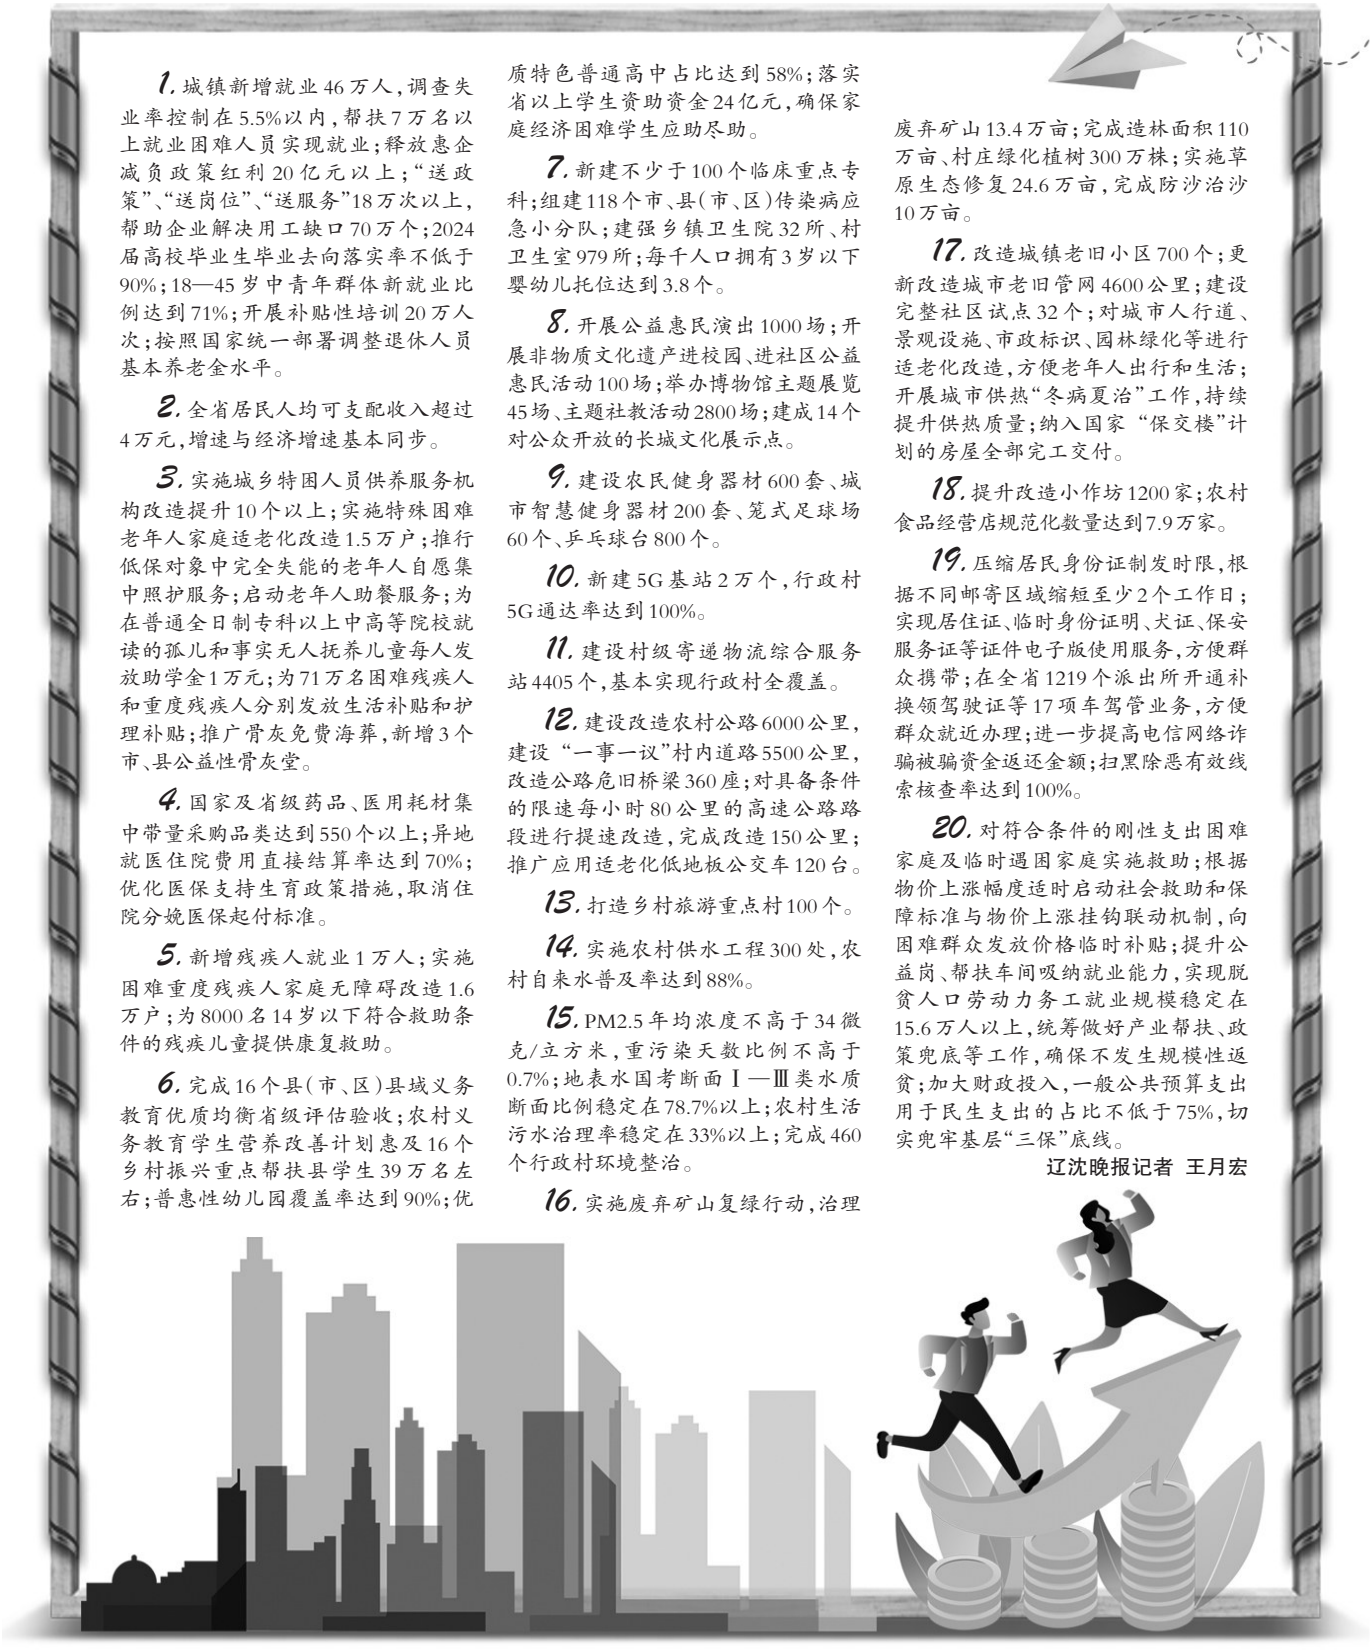 1.城镇新增就业46万人,调查失
业率控制在5.5%以内,帮扶7万名以
上就业困难人员实现就业;释放惠企
减负政策红利20亿元以上;“送政
策”、“送岗位”、“送服务”18万次以上,
帮助企业解决用工缺口70万个;2024
届高校毕业生毕业去向落实率不低于
90%;18—45岁中青年群体新就业比
例达到71%;开展补贴性培训20万人
次;按照国家统一部署调整退休人员
基本养老金水平。
2.全省居民人均可支配收入超过
4万元,增速与经济增速基本同步。
3.实施城乡特困人员供养服务机
构改造提升10个以上;实施特殊困难
老年人家庭适老化改造1.5万户;推行
低保对象中完全失能的老年人自愿集
中照护服务;启动老年人助餐服务;为
在普通全日制专科以上中高等院校就
读的孤儿和事实无人抚养儿童每人发
放助学金1万元;为71万名困难残疾人
和重度残疾人分别发放生活补贴和护
理补贴;推广骨灰免费海葬,新增3个
市、县公益性骨灰堂。
4.国家及省级药品、医用耗材集
中带量采购品类达到550个以上;异地
就医住院费用直接结算率达到70%;
优化医保支持生育政策措施,取消住
院分娩医保起付标准。
5.新增残疾人就业1万人;实施
困难重度残疾人家庭无障碍改造1.6
万户;为8000名14岁以下符合救助条
件的残疾儿童提供康复救助。
6.完成16个县(市、区)县域义务
教育优质均衡省级评估验收;农村义
务教育学生营养改善计划惠及16个
乡村振兴重点帮扶县学生39万名左
右;普惠性幼儿园覆盖率达到90%;优
质特色普通高中占比达到58%;落实
省以上学生资助资金24亿元,确保家
庭经济困难学生应助尽助。
7.新建不少于100个临床重点专
科;组建118个市、县(市、区)传染病应
急小分队;建强乡镇卫生院32所、村
卫生室979所;每千人口拥有3岁以下
婴幼儿托位达到3.8个。
8.开展公益惠民演出1000场;开
展非物质文化遗产进校园、进社区公益
惠民活动100场;举办博物馆主题展览
45场、主题社教活动2800场;建成14个
对公众开放的长城文化展示点。
9.建设农民健身器材600套、城
市智慧健身器材200套、笼式足球场
60个、乒乓球台800个。
10.新建5G基站2万个,行政村
5G通达率达到100%。
11.建设村级寄递物流综合服务
站4405个,基本实现行政村全覆盖。
12.建设改造农村公路6000公里,
建设“一事一议”村内道路5500公里,
改造公路危旧桥梁360座;对具备条件
的限速每小时80公里的高速公路路
段进行提速改造,完成改造150公里;
推广应用适老化低地板公交车120台。
13.打造乡村旅游重点村100个。
14.实施农村供水工程300处,农
村自来水普及率达到88%。
15.PM2.5年均浓度不高于34微
克/立方米,重污染天数比例不高于
0.7%;地表水国考断面Ⅰ—Ⅲ类水质
断面比例稳定在78.7%以上;农村生活
污水治理率稳定在33%以上;完成460
个行政村环境整治。
16.实施废弃矿山复绿行动,治理
废弃矿山13.4万亩;完成造林面积110
万亩、村庄绿化植树300万株;实施草
原生态修复24.6万亩,完成防沙治沙
10万亩。
17.改造城镇老旧小区700个;更
新改造城市老旧管网4600公里;建设
完整社区试点32个;对城市人行道、
景观设施、市政标识、园林绿化等进行
适老化改造,方便老年人出行和生活;
开展城市供热“冬病夏治”工作,持续
提升供热质量;纳入国家“保交楼”计
划的房屋全部完工交付。
18.提升改造小作坊1200家;农村
食品经营店规范化数量达到7.9万家。
19.压缩居民身份证制发时限,根
据不同邮寄区域缩短至少2个工作日;
实现居住证、临时身份证明、犬证、保安
服务证等证件电子版使用服务,方便群
众携带;在全省1219个派出所开通补
换领驾驶证等17项车驾管业务,方便
群众就近办理;进一步提高电信网络诈
骗被骗资金返还金额;扫黑除恶有效线
索核查率达到100%。
20.对符合条件的刚性支出困难
家庭及临时遇困家庭实施救助;根据
物价上涨幅度适时启动社会救助和保
障标准与物价上涨挂钩联动机制,向
困难群众发放价格临时补贴;提升公
益岗、帮扶车间吸纳就业能力,实现脱
贫人口劳动力务工就业规模稳定在
15.6万人以上,统筹做好产业帮扶、政
策兜底等工作,确保不发生规模性返
贫;加大财政投入,一般公共预算支出
用于民生支出的占比不低于75%,切
实兜牢基层“三保”底线。
辽沈晚报记者 王月宏